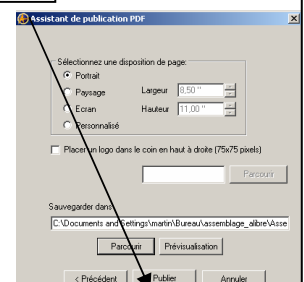 Assistant de publication PDF
Sélectionnez une disposition de page:
Portrait
Paysage Largeur 8,50 "
Ecran Hauteur 11,00 "
Personnalisé
Placer un logo dans le coin en haut à droite (75x75 pixels)
Parcourir
Sauvegarder dans
C:\Documents and Settings\martin\Bureau\assemblage_alibre\Asse
Parcourir Prévisualisation
< Précédent Publier Annuler